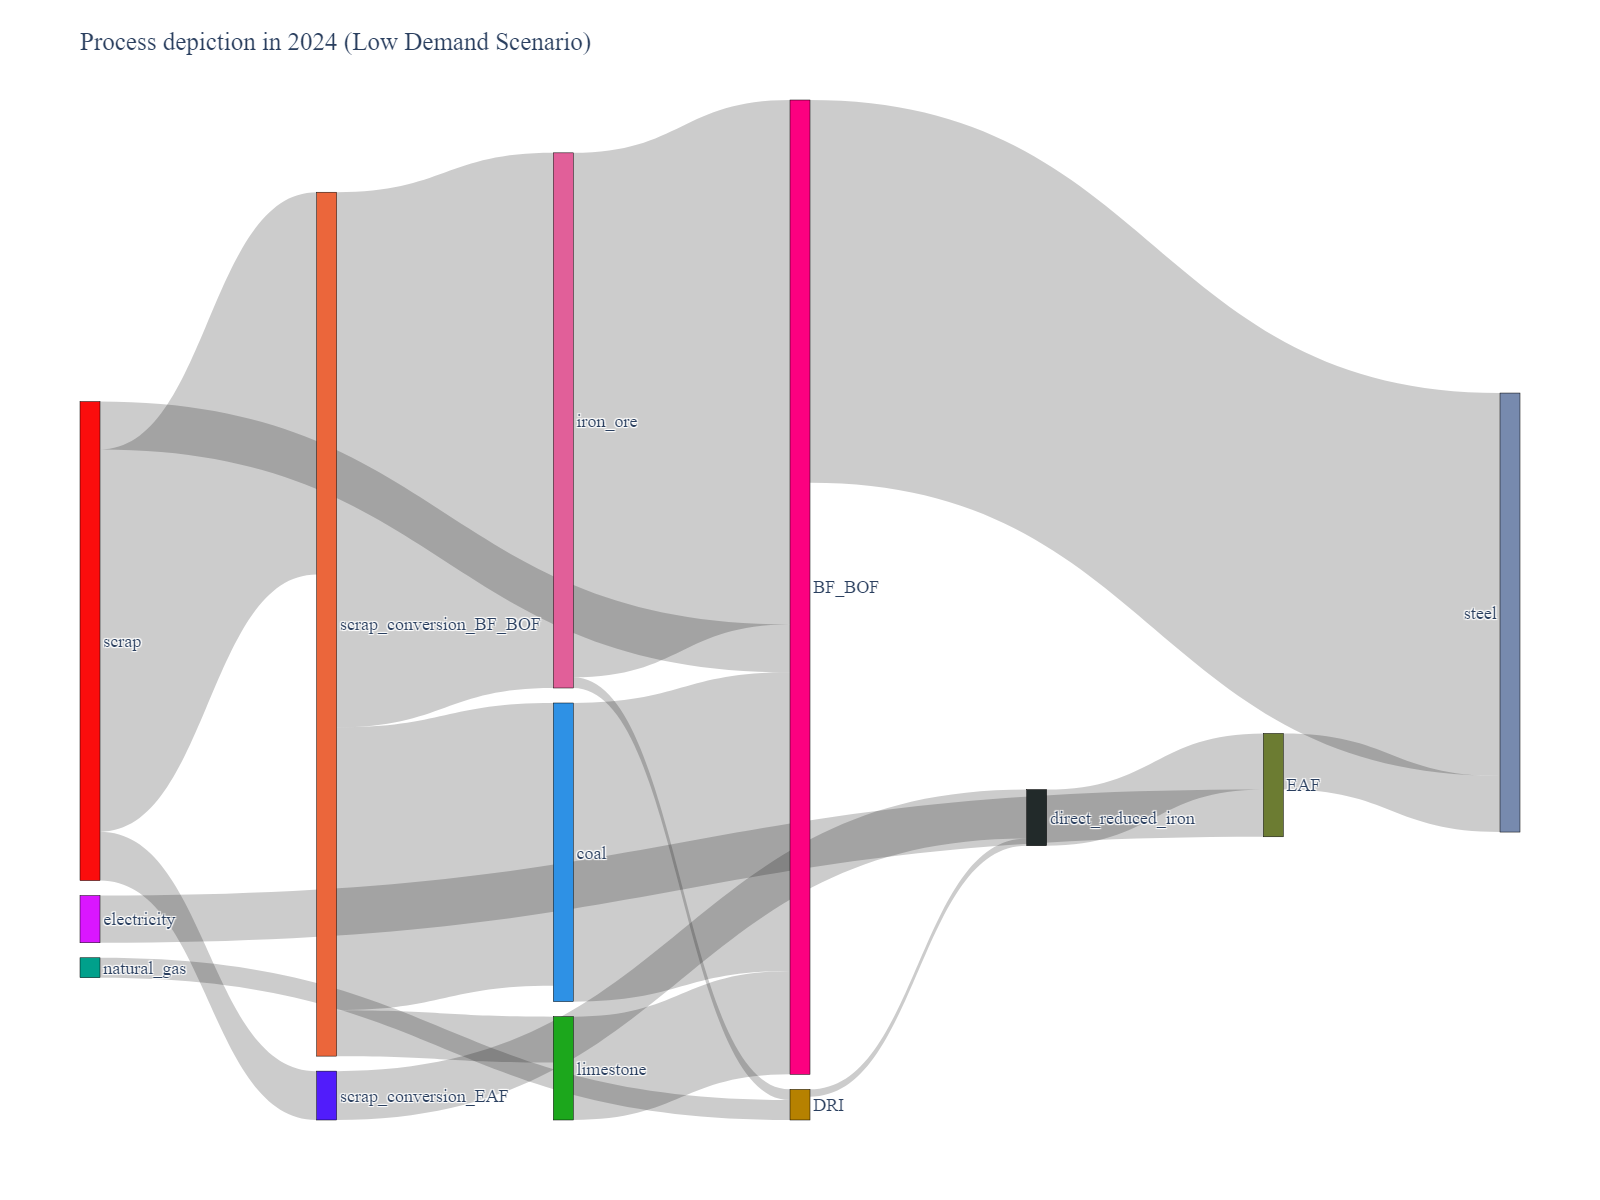 Process depiction in 2024 (Low Demand Scenario)
scrap
electricity
natural_gas
scrap_conversion_BF_BOF
scrap_conversion_EAF
iron_ore
coal
limestone
BF_BOF
DRI
direct_reduced_iron
EAF
steel